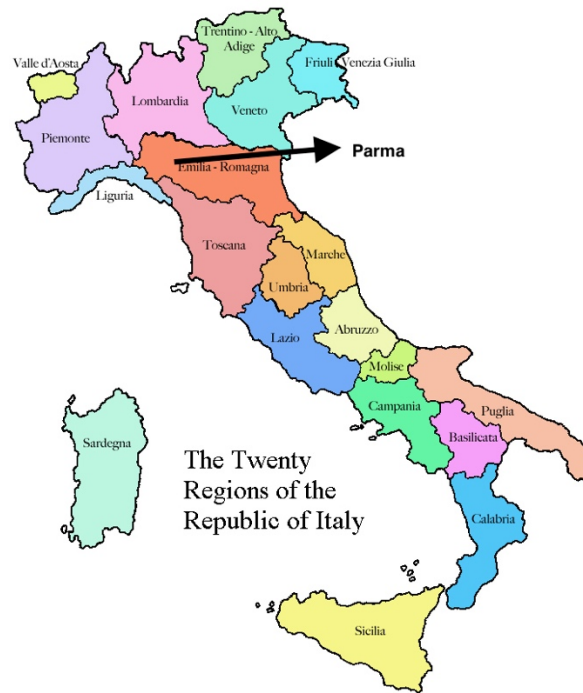 Trentino - Alto
Adige
Valle d'Aosta
Friuli Venezia Giulia
Lombardia
Veneto
Piemonte
Parma
Emilia - Romagna
Liguria
Toscana
Marche
Umbria
Abruzzo
Lazio
Molise
Campania
Puglia
Basilicata
Sardegna
The Twenty
Regions of the
Republic of Italy
Calabria
Sicilia